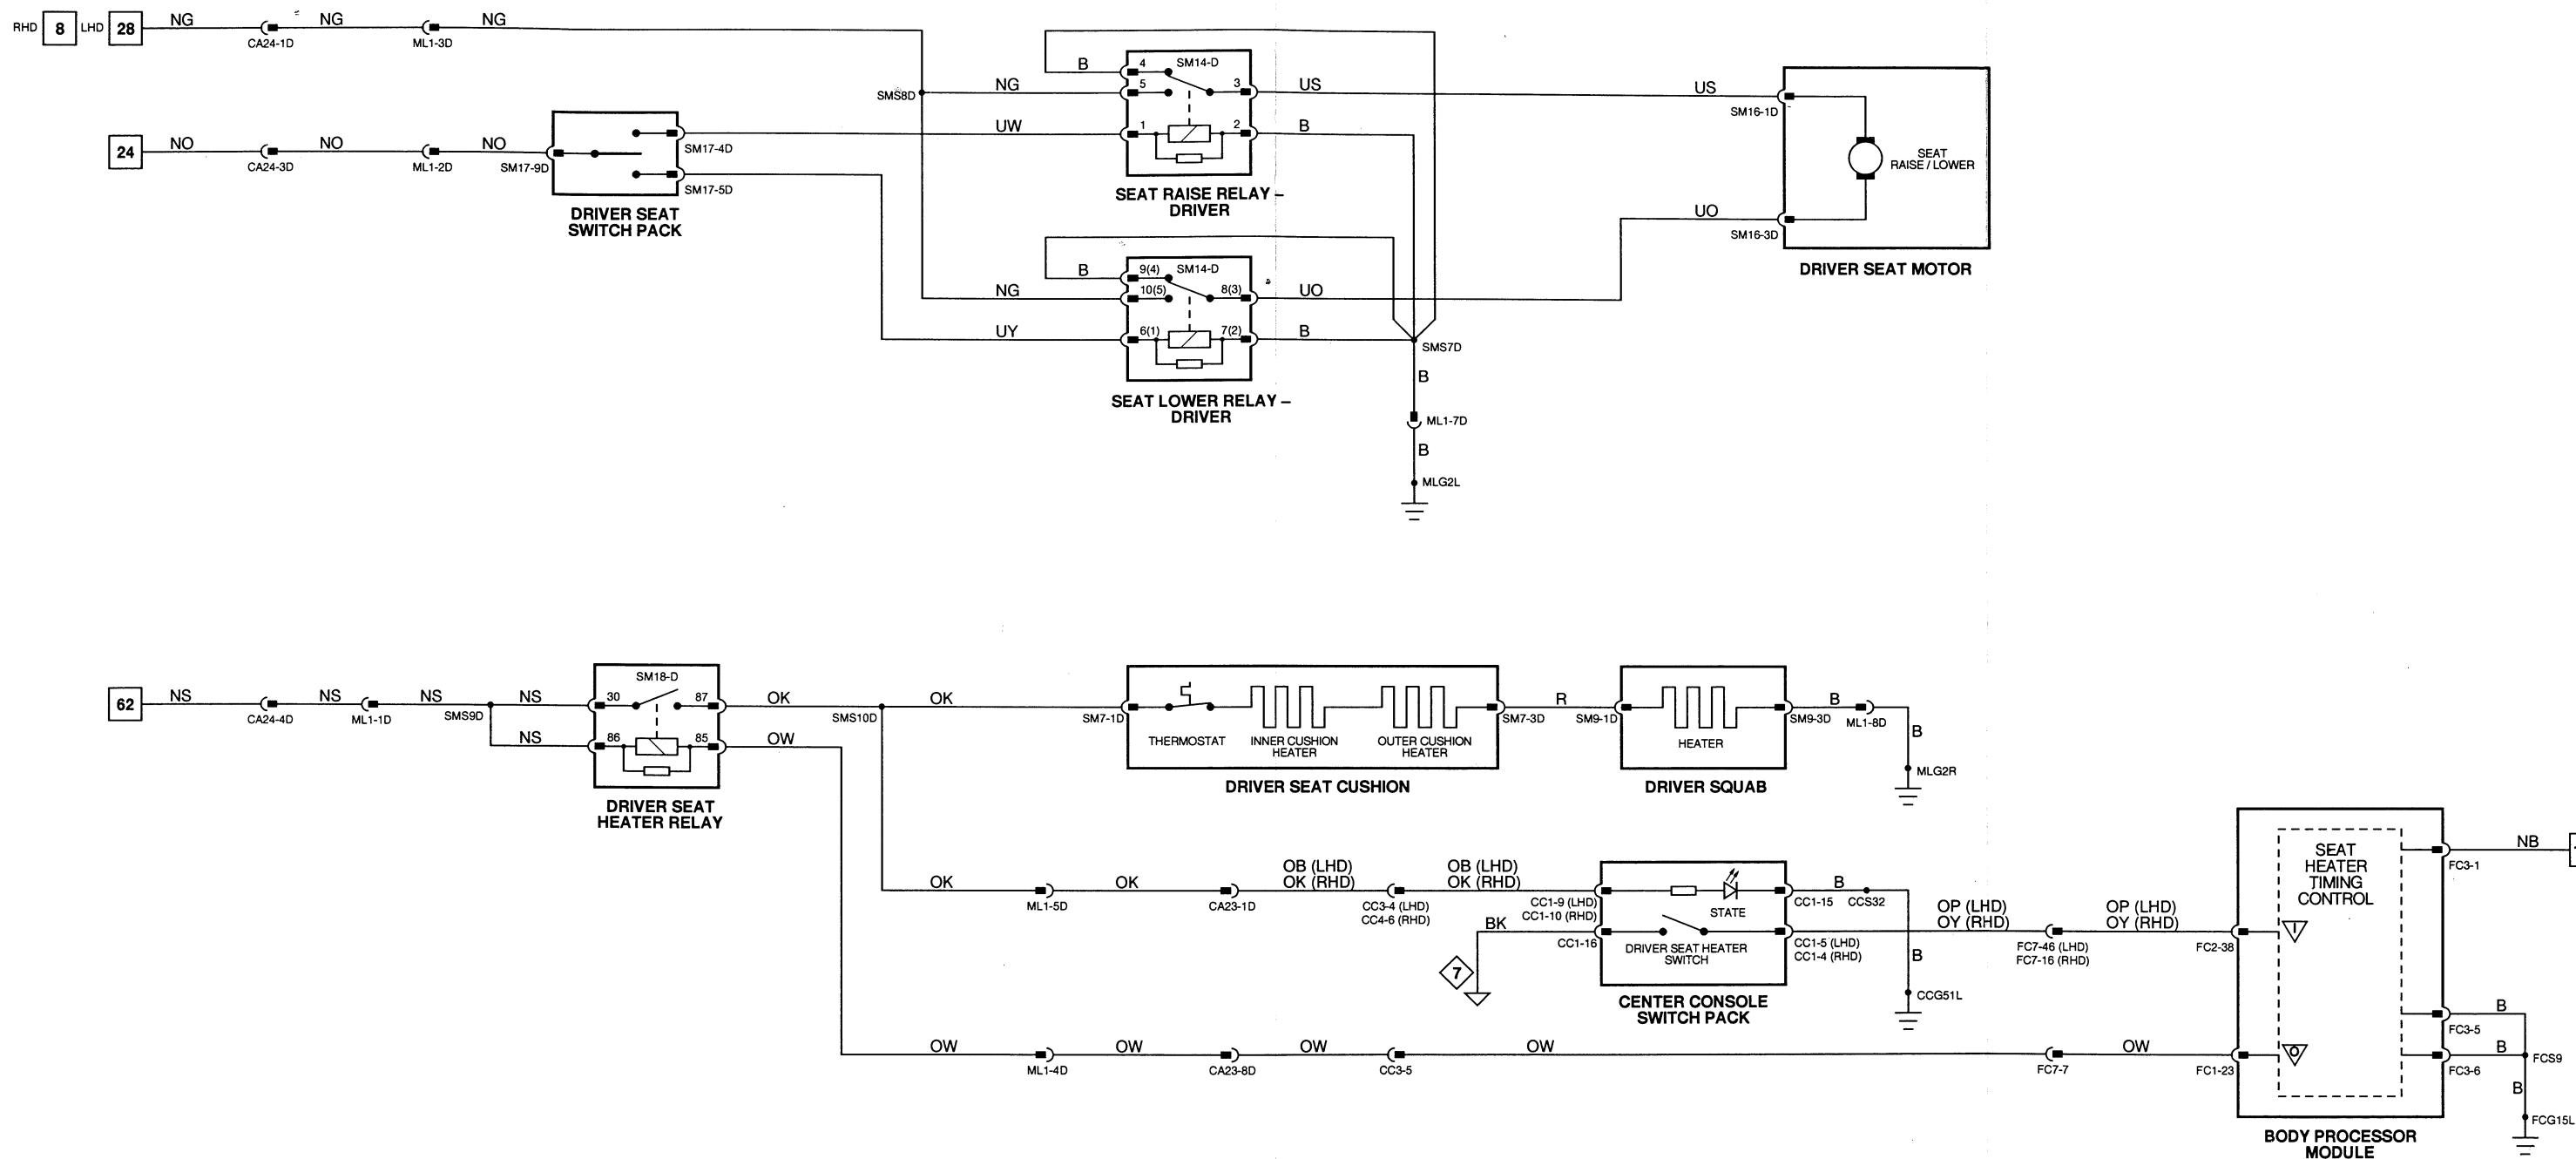 RHD 8 LHD 28 NG NG NG
CA24-1D ML1-3D
B 4 SM14-D
SMS8D NG 5 3 US US
SM16-1D
UW 1 2 B
24 NO NO NO
CA24-3D ML1-2D SM17-9D SM17-4D
SM17-5D
DRIVER SEAT
SWITCH PACK
SEAT RAISE RELAY –
DRIVER
SEAT
RAISE / LOWER
UO
SM16-3D
DRIVER SEAT MOTOR
B 9(4) SM14-D
NG 10(5) 8(3) UO
UY 6(1) 7(2) B
SMS7D
SEAT LOWER RELAY –
DRIVER
B
ML1-7D
B
MLG2L
62 NS NS NS NS 30 SM18-D 87 OK OK
CA24-4D ML1-1D SMS9D SMS10D SM7-1D
NS 86 85 OW
DRIVER SEAT
HEATER RELAY
THERMOSTAT
INNER CUSHION
HEATER
OUTER CUSHION
HEATER
DRIVER SEAT CUSHION
R
SM7-3D SM9-1D
HEATER
DRIVER SQUAB
B
SM9-3D ML1-8D
B
MLG2R
OK OK
OB (LHD)
OK (RHD)
OB (LHD)
OK (RHD)
ML1-5D CA23-1D
CC3-4 (LHD)
CC4-6 (RHD)
CC1-9 (LHD)
CC1-10 (RHD)
STATE
B
CC1-15 CCS32
BK
CC1-16
7
DRIVER SEAT HEATER
SWITCH
CC1-5 (LHD)
CC1-4 (RHD)
CENTER CONSOLE
SWITCH PACK
B
CCG51L
OP (LHD)
OY (RHD)
OP (LHD)
OY (RHD)
FC7-46 (LHD)
FC7-16 (RHD)
FC2-38
SEAT
HEATER
TIMING
CONTROL
I
O
NB
FC3-1
B
FC3-5
B
FC3-6
FCS9
B
FCG15L
OW OW OW OW OW
ML1-4D CA23-8D CC3-5 FC7-7 FC1-23
BODY PROCESSOR
MODULE